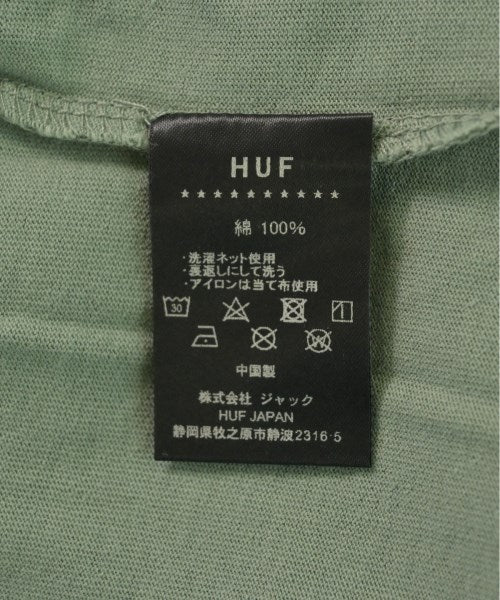 HUF
★★★★★★★★★★
綿 100%
・洗濯ネット使用
・裏返しにして洗う
・アイロンは当て布使用
30
W
中国製
株式会社 ジャック
HUF JAPAN
静岡県牧之原市静波2316-5